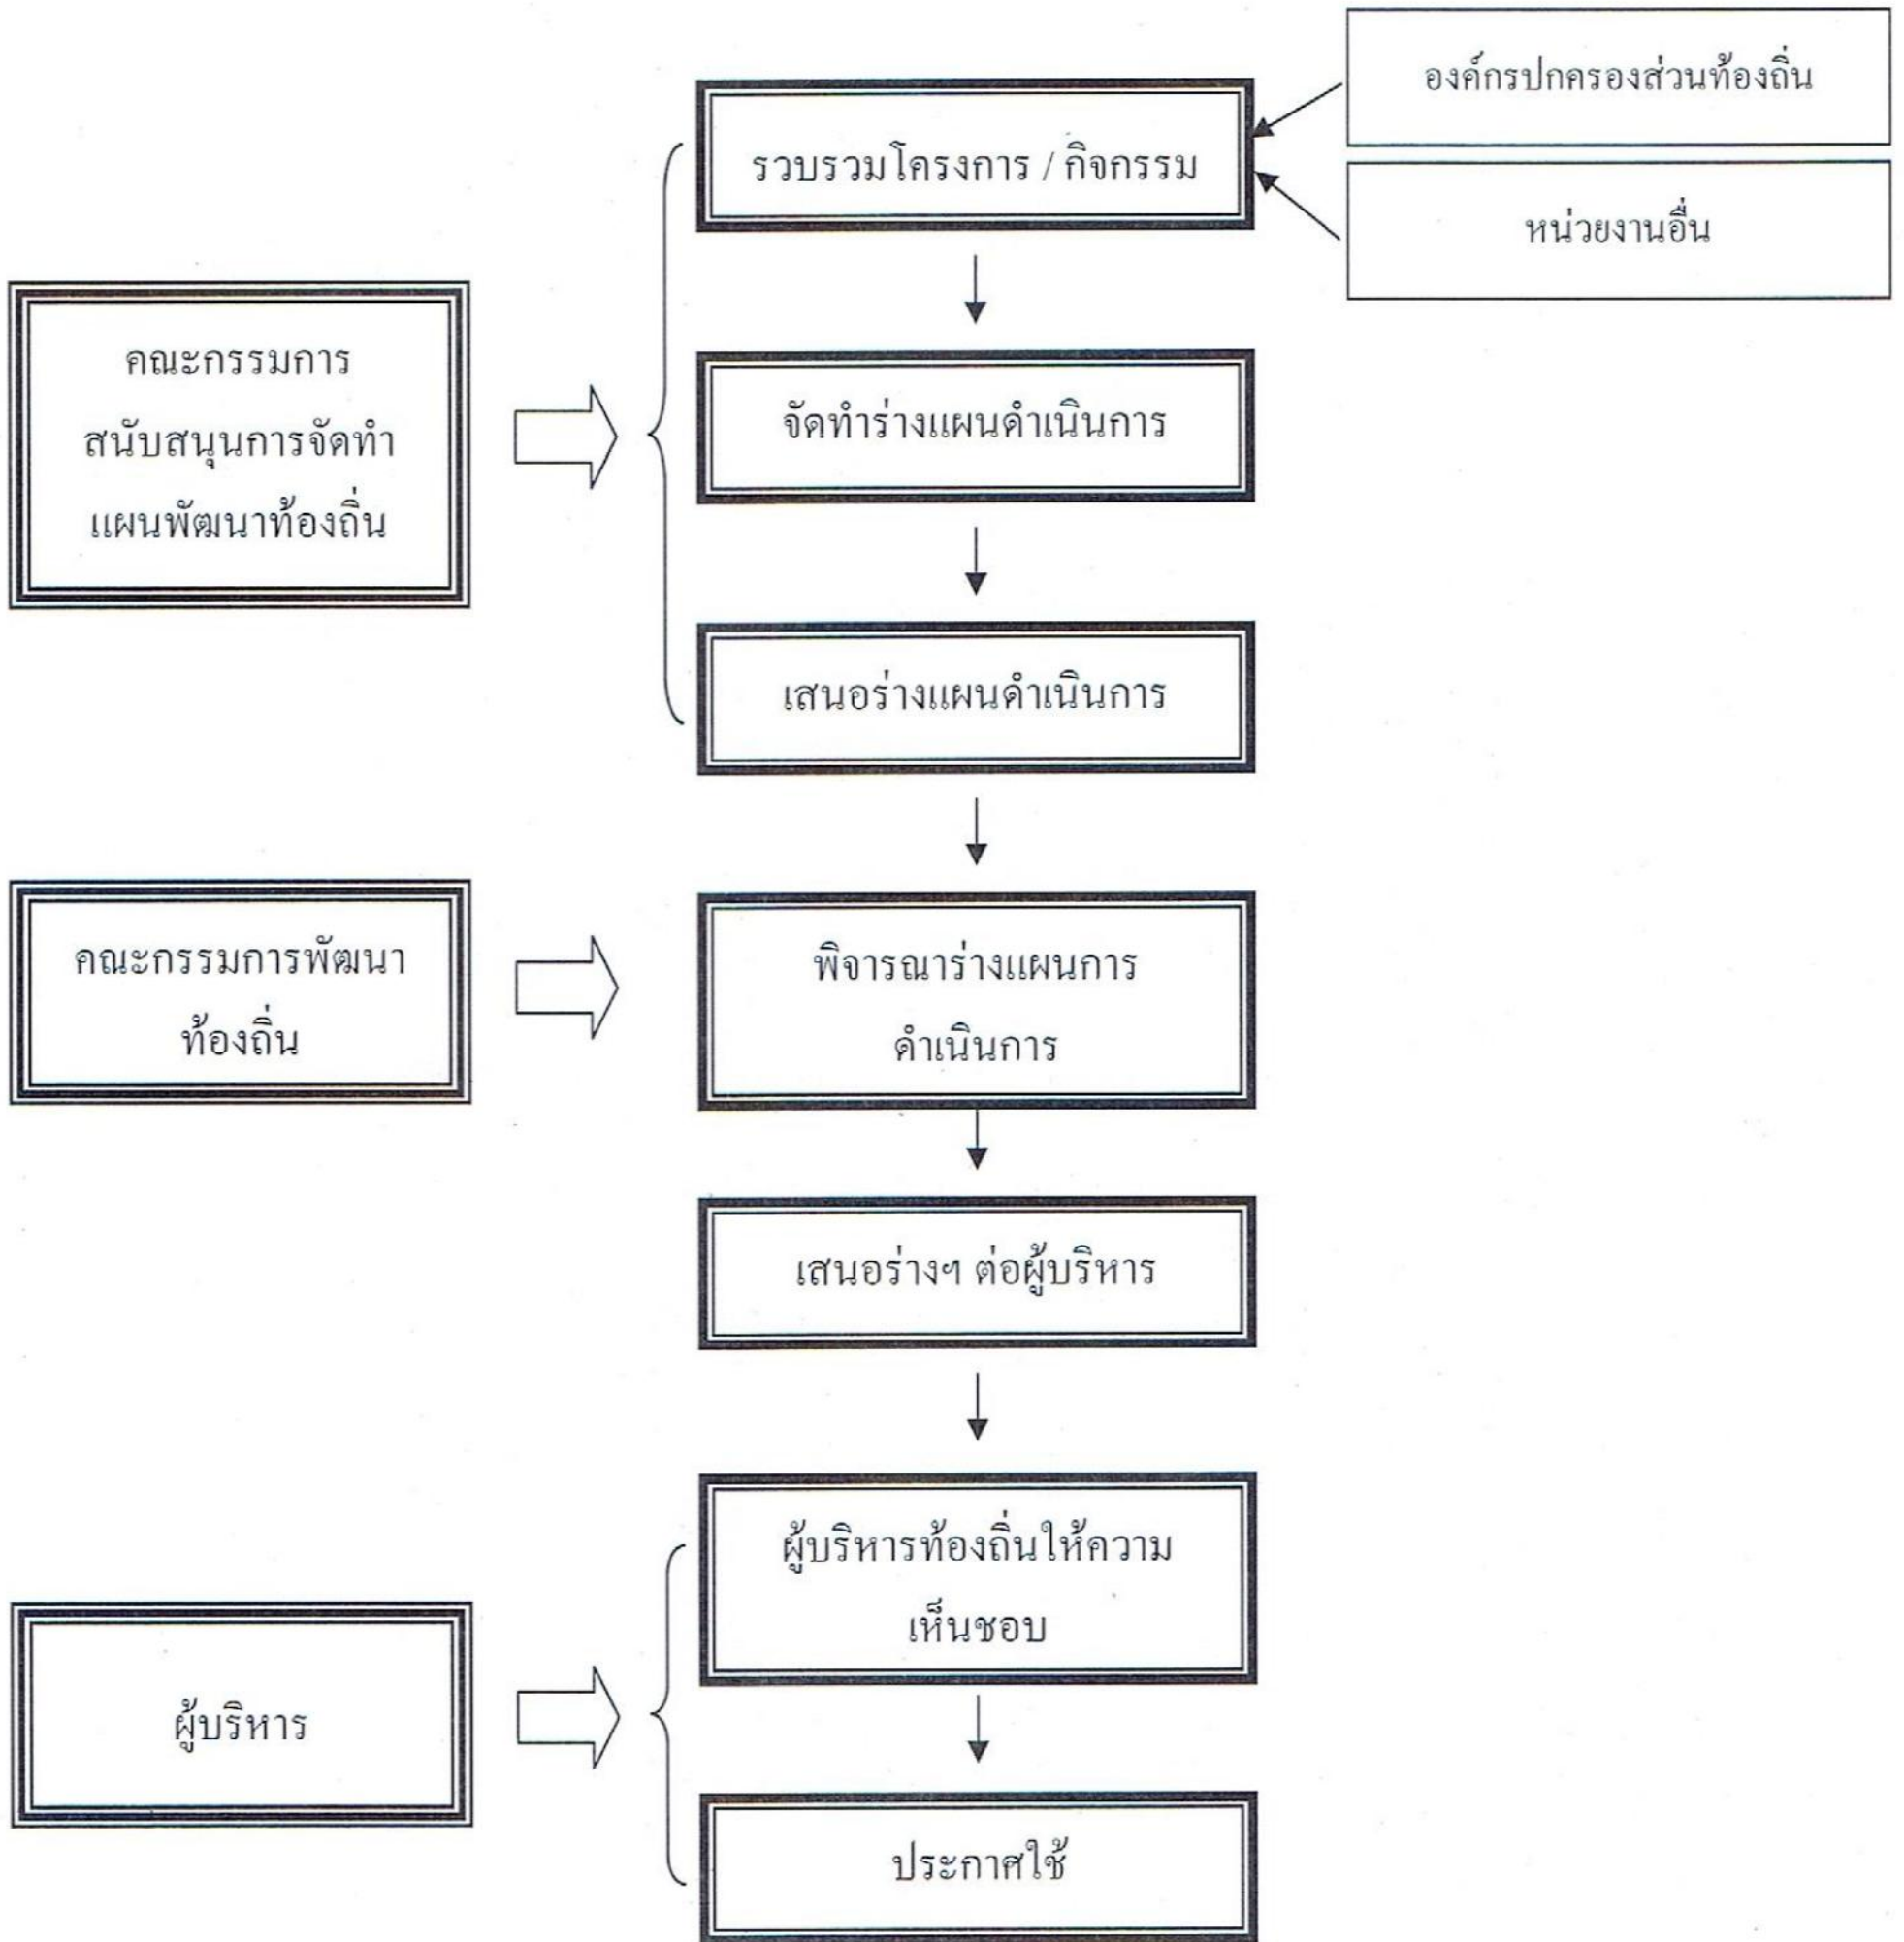 องค์กรปกครองส่วนท้องถิ่น
รวบรวมโครงการ / กิจกรรม
หน่วยงานอื่น
คณะกรรมการ
สนับสนุนการจัดทำ
แผนพัฒนาท้องถิ่น
จัดทำร่างแผนดำเนินการ
เสนอร่างแผนดำเนินการ
คณะกรรมการพัฒนา
ท้องถิ่น
พิจารณาร่างแผนการ
ดำเนินการ
เสนอร่างฯ ต่อผู้บริหาร
ผู้บริหารท้องถิ่นให้ความ
เห็นชอบ
ผู้บริหาร
ประกาศใช้